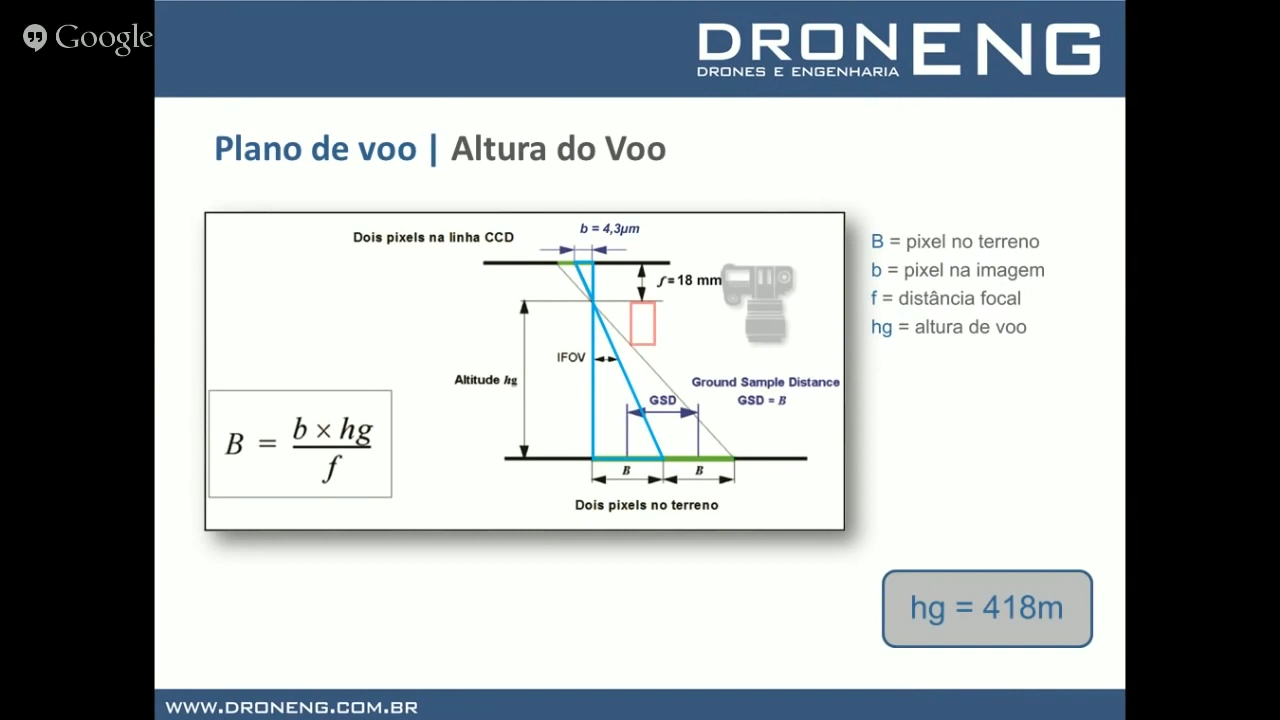 Google
DRONENG
DRONES E ENGENHARIA
Plano de voo | Altura do Voo
Dois pixels na linha CCD
b = 4,3µm
f = 18 mm
IFOV
Altitude hg
Ground Sample Distance
GSD = B
GSD
B
B
Dois pixels no terreno
B = b × hg / f
B = pixel no terreno
b = pixel na imagem
f = distância focal
hg = altura de voo
hg = 418m
WWW.DRONENG.COM.BR